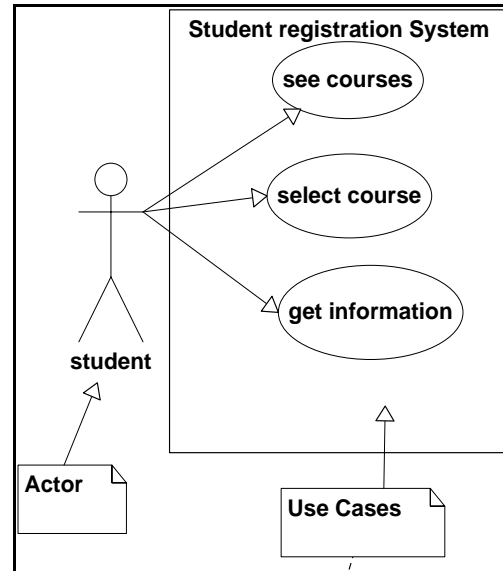 Student registration System
see courses
select course
get information
student
Actor
Use Cases